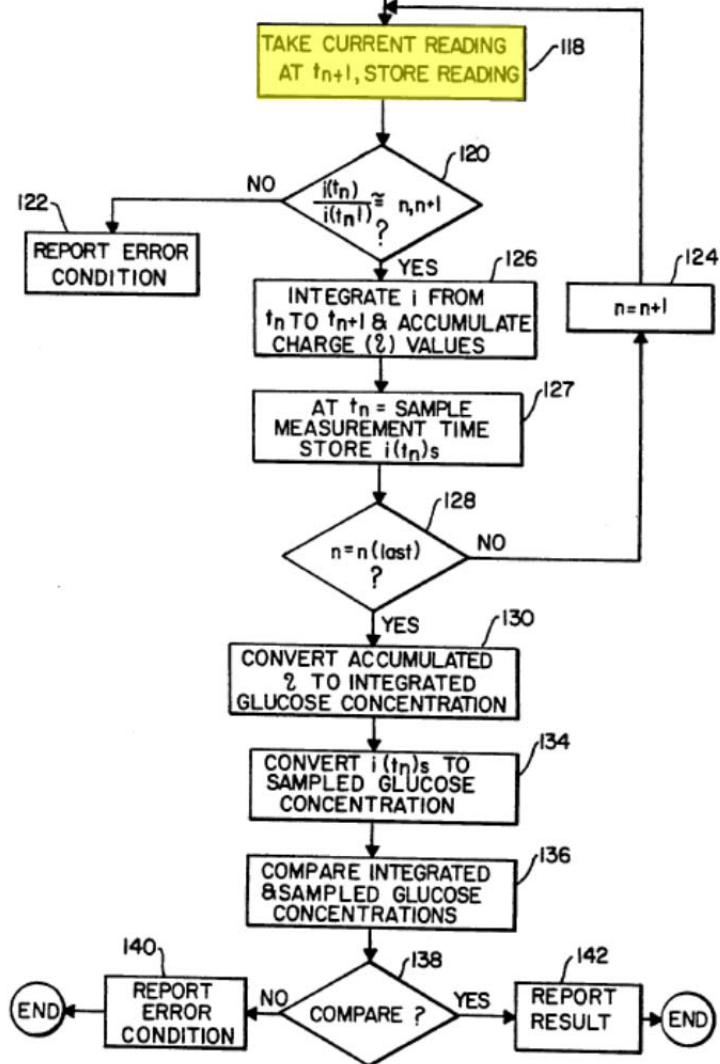 TAKE CURRENT READING
AT tn+1, STORE READING
118
120
NO
i(tn)
i(tn1)
≅ n,n+1
?
122
REPORT ERROR
CONDITION
YES
126
124
INTEGRATE i FROM
tn TO tn+1 & ACCUMULATE
CHARGE (q) VALUES
n=n+1
127
AT tn = SAMPLE
MEASUREMENT TIME
STORE i(tn)s
128
n=n(last)
?
NO
YES
130
CONVERT ACCUMULATED
q TO INTEGRATED
GLUCOSE CONCENTRATION
134
CONVERT i(tn)s TO
SAMPLED GLUCOSE
CONCENTRATION
136
COMPARE INTEGRATED
&SAMPLED GLUCOSE
CONCENTRATIONS
140
138
142
END
REPORT
ERROR
CONDITION
NO
COMPARE ?
YES
REPORT
RESULT
END